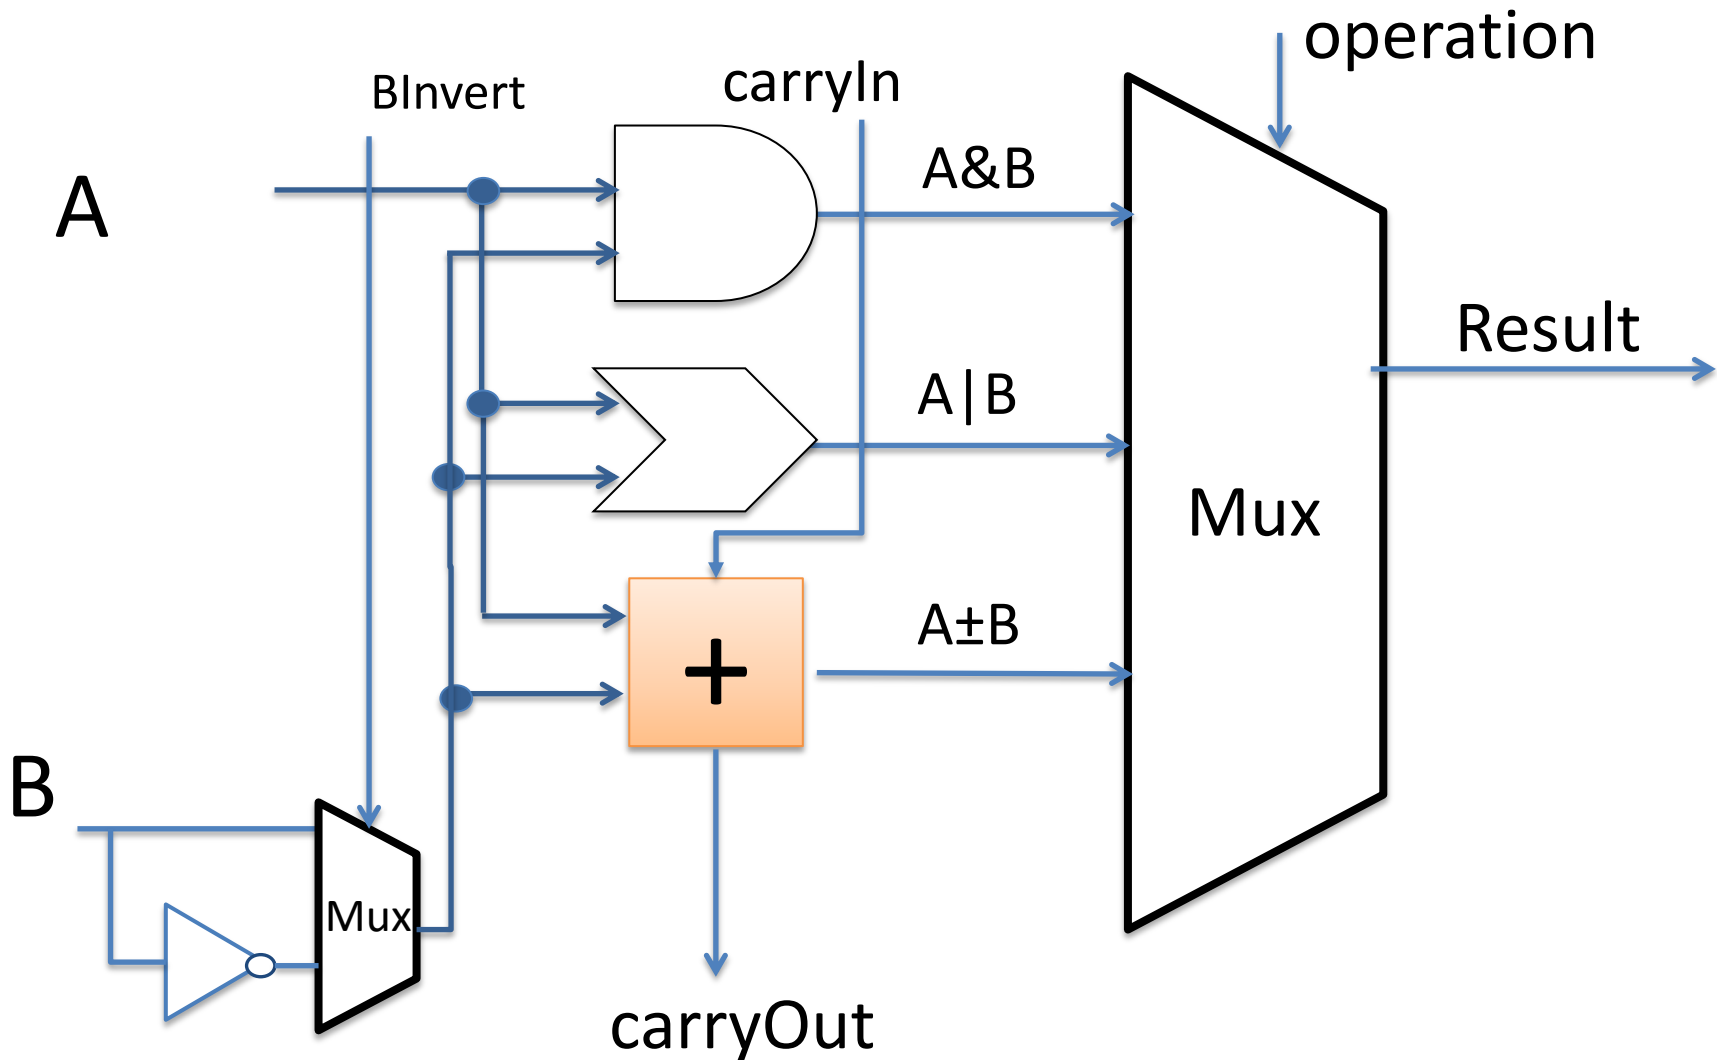 operation
BInvert
carryIn
A
A&B
Result
A|B
Mux
A±B
+
B
Mux
carryOut